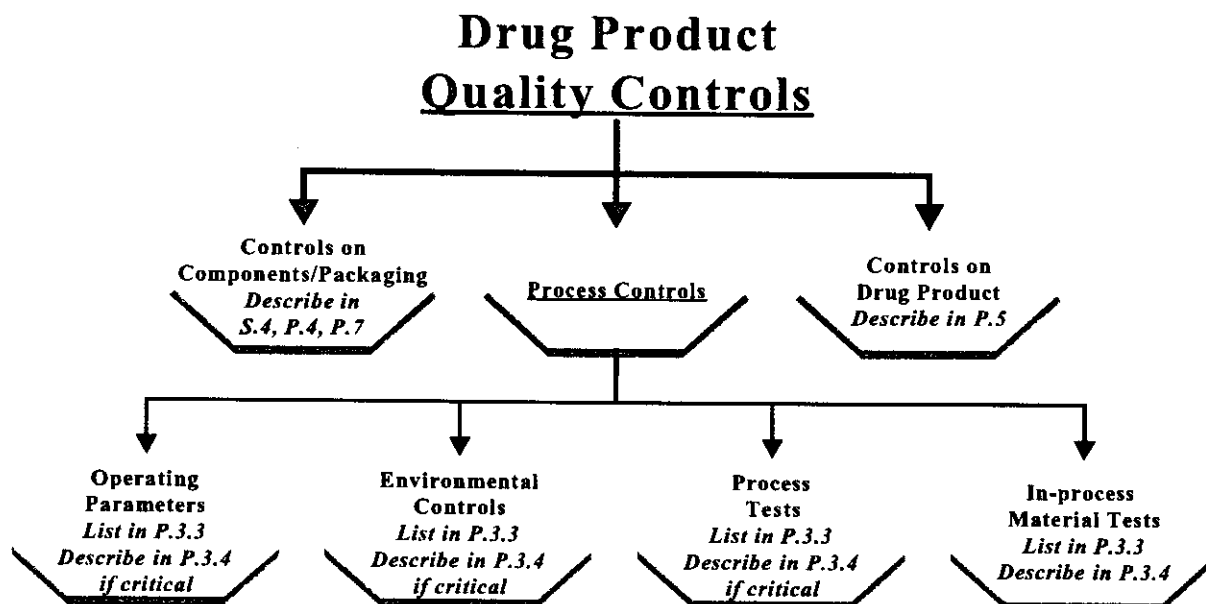 Drug Product
Quality Controls
Controls on
Components/Packaging
Describe in
S.4, P.4, P.7
Process Controls
Controls on
Drug Product
Describe in P.5
Operating
Parameters
List in P.3.3
Describe in P.3.4
if critical
Environmental
Controls
List in P.3.3
Describe in P.3.4
if critical
Process
Tests
List in P.3.3
Describe in P.3.4
if critical
In-process
Material Tests
List in P.3.3
Describe in P.3.4